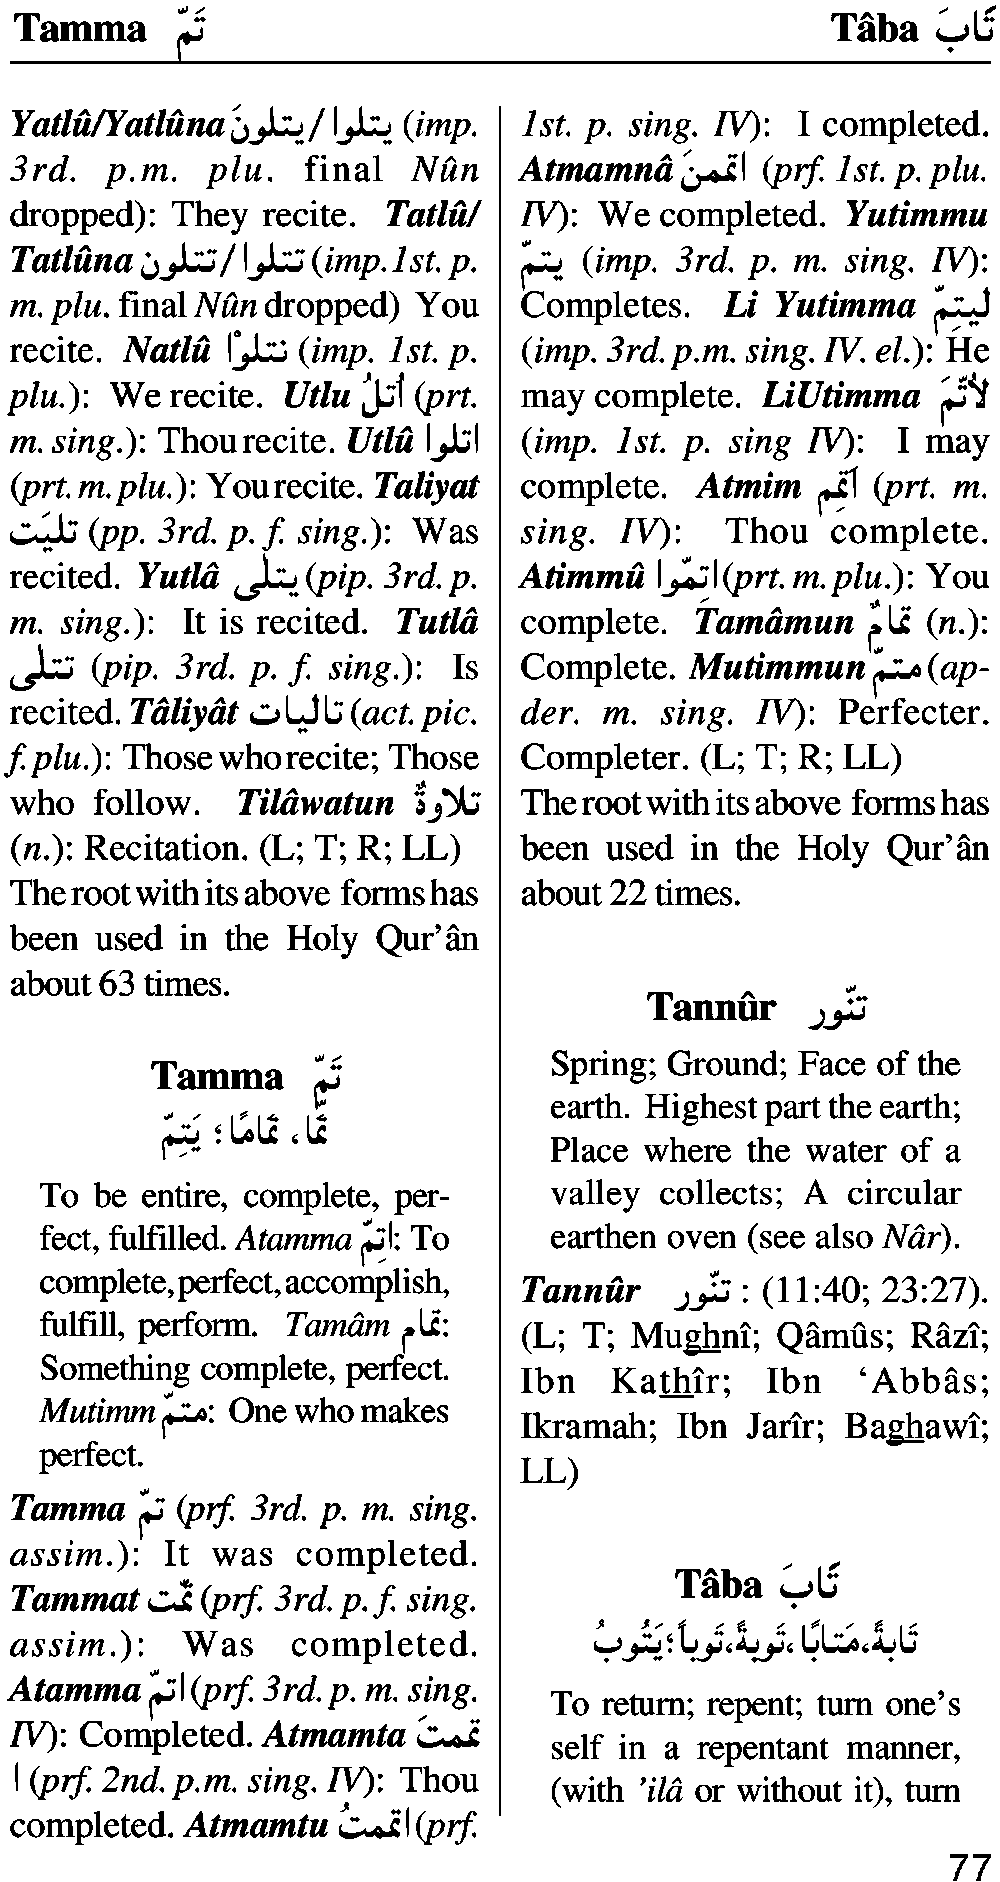 Tamma تَمّ
Tâba تَابَ
Yatlû/Yatlûna يتلوا/يتلونَ (imp.
3rd. p.m. plu. final Nûn
dropped): They recite. Tatlû/
Tatlûna تتلوا/تتلون (imp.1st. p.
m. plu. final Nûn dropped) You
recite. Natlû نتلوْا (imp. 1st. p.
plu.): We recite. Utlu أتلُ (prt.
m. sing.): Thou recite. Utlû اتلوا
(prt. m. plu.): You recite. Taliyat
تليَت (pp. 3rd. p. f. sing.): Was
recited. Yutlâ يتلى (pip. 3rd. p.
m. sing.): It is recited. Tutlâ
تتلى (pip. 3rd. p. f. sing.): Is
recited. Tâliyât تاليات (act. pic.
f. plu.): Those who recite; Those
who follow. Tilâwatun تلاوةٌ
(n.): Recitation. (L; T; R; LL)
The root with its above forms has
been used in the Holy Qur’ân
about 63 times.
Tamma تَمّ
تَمًّا، تمَامًا؛ يَتِمّ
To be entire, complete, per-
fect, fulfilled. Atamma اتِمّ: To
complete, perfect, accomplish,
fulfill, perform. Tamâm تمام:
Something complete, perfect.
Mutimm متمّ: One who makes
perfect.
Tamma تمّ (prf. 3rd. p. m. sing.
assim.): It was completed.
Tammat تمّت (prf. 3rd. p. f. sing.
assim.): Was completed.
Atamma اتمّ (prf. 3rd. p. m. sing.
IV): Completed. Atmamta تممتَ
ا (prf. 2nd. p.m. sing. IV): Thou
completed. Atmamtu اتممتُ (prf.
1st. p. sing. IV): I completed.
Atmamnâ اتممنَ (prf. 1st. p. plu.
IV): We completed. Yutimmu
يتمّ (imp. 3rd. p. m. sing. IV):
Completes. Li Yutimma ليتِمّ
(imp. 3rd. p.m. sing. IV. el.): He
may complete. LiUtimma لأتّمَ
(imp. 1st. p. sing IV): I may
complete. Atmim أتمِم (prt. m.
sing. IV): Thou complete.
Atimmû اتِمّوا (prt. m. plu.): You
complete. Tamâmun تمامٌ (n.):
Complete. Mutimmun متمّ (ap-
der. m. sing. IV): Perfecter.
Completer. (L; T; R; LL)
The root with its above forms has
been used in the Holy Qur’ân
about 22 times.
Tannûr تنّور
Spring; Ground; Face of the
earth. Highest part the earth;
Place where the water of a
valley collects; A circular
earthen oven (see also Nâr).
Tannûr تنّور : (11:40; 23:27).
(L; T; Mughnî; Qâmûs; Râzî;
Ibn Kathîr; Ibn ‘Abbâs;
Ikramah; Ibn Jarîr; Baghawî;
LL)
Tâba تَابَ
تَابةً، مَتابًا، تَوبةً، تَوباً؛ يَتُوبُ
To return; repent; turn one’s
self in a repentant manner,
(with ’ilâ or without it), turn
77